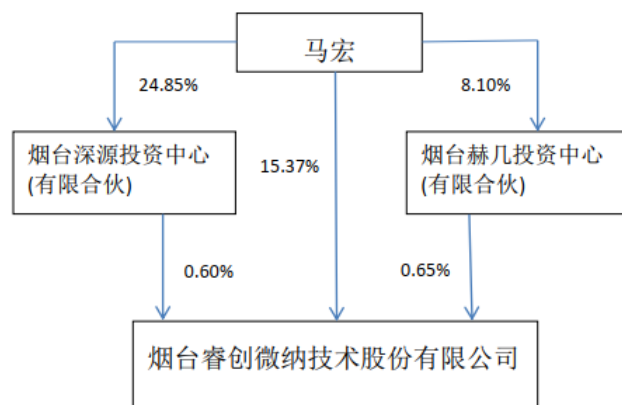 马宏
24.85%
8.10%
烟台深源投资中心
(有限合伙)
15.37%
烟台赫几投资中心
(有限合伙)
0.60%
0.65%
烟台睿创微纳技术股份有限公司